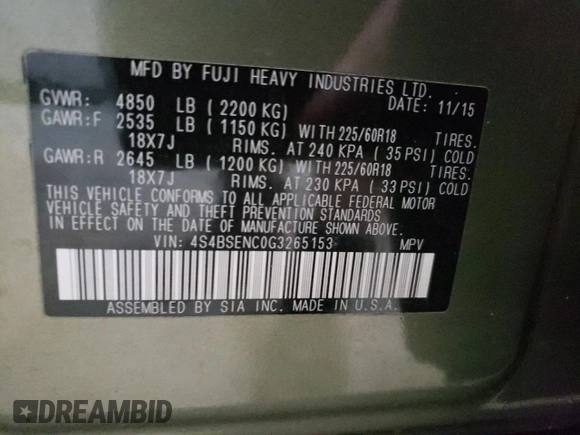 MFD BY FUJI HEAVY INDUSTRIES LTD.
GVWR: 4850 LB ( 2200 KG) DATE: 11/15
GAWR:F 2535 LB ( 1150 KG) WITH 225/60R18 TIRES.
18X7J RIMS. AT 240 KPA ( 35 PSI) COLD
GAWR:R 2645 LB ( 1200 KG) WITH 225/60R18 TIRES.
18X7J RIMS. AT 230 KPA ( 33 PSI) COLD
THIS VEHICLE CONFORMS TO ALL APPLICABLE FEDERAL MOTOR
VEHICLE SAFETY AND THEFT PREVENTION STANDARDS
IN EFFECT ON THE DATE OF MANUFACTURE SHOWN ABOVE.
VIN: 4S4BSENC0G3265153 MPV
ASSEMBLED BY SIA INC. MADE IN U.S.A.
DREAMBID